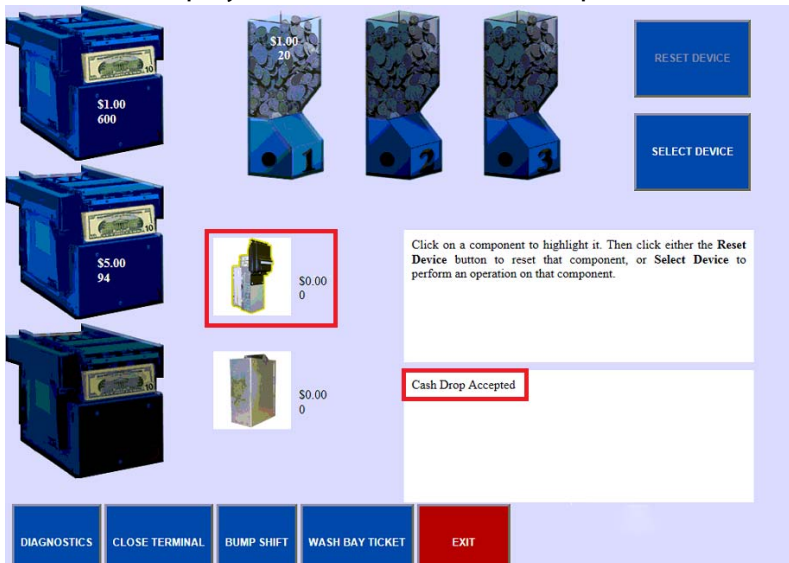 $1.00
20
RESET DEVICE
$1.00
600
1
2
3
SELECT DEVICE
$5.00
94
$0.00
0
Click on a component to highlight it. Then click either the Reset
Device button to reset that component, or Select Device to
perform an operation on that component.
$0.00
0
Cash Drop Accepted
DIAGNOSTICS
CLOSE TERMINAL
BUMP SHIFT
WASH BAY TICKET
EXIT